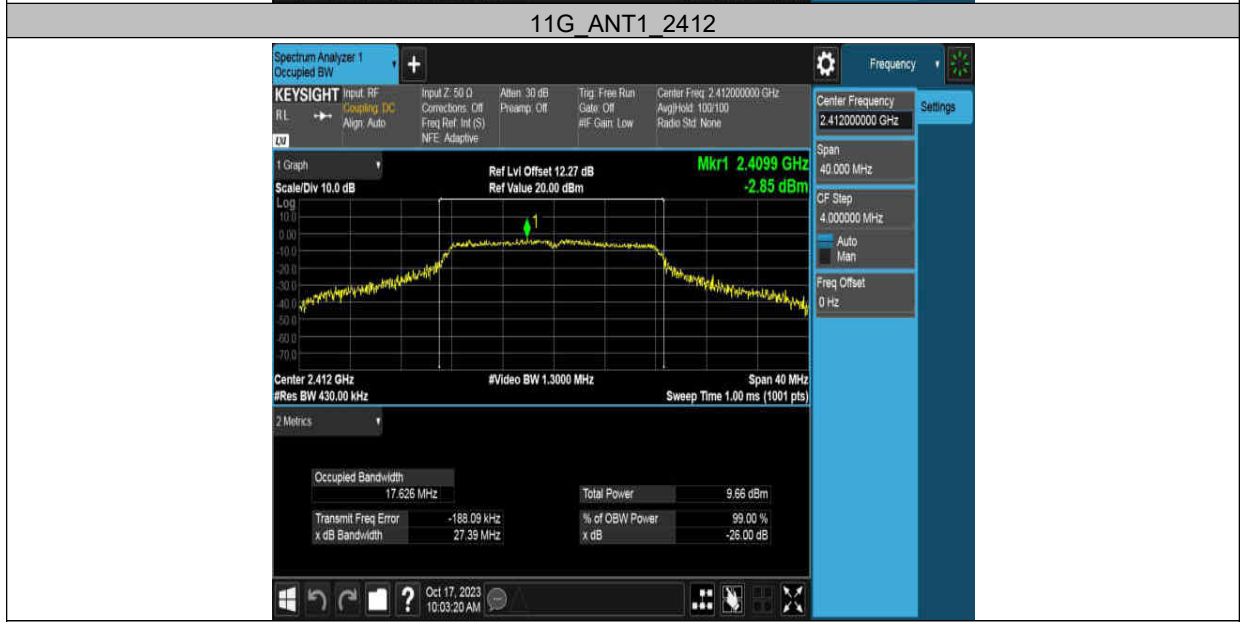 11G_ANT1_2412
Spectrum Analyzer 1
Occupied BW
+
Frequency
KEYSIGHT
RL
LXI
Input: RF
Coupling: DC
Align: Auto
Input Z: 50 Ω
Corrections: Off
Freq Ref: Int (S)
NFE: Adaptive
Atten: 30 dB
Preamp: Off
Trig: Free Run
Gate: Off
#IF Gain: Low
Center Freq: 2.412000000 GHz
Avg|Hold: 100/100
Radio Std: None
Center Frequency
2.412000000 GHz
Settings
Span
40.000 MHz
CF Step
4.000000 MHz
Auto
Man
Freq Offset
0 Hz
1 Graph
Scale/Div 10.0 dB
Ref Lvl Offset 12.27 dB
Ref Value 20.00 dBm
Mkr1 2.4099 GHz
-2.85 dBm
Log
10.0
0.00
-10.0
-20.0
-30.0
-40.0
-50.0
-60.0
-70.0
1
Center 2.412 GHz
#Res BW 430.00 kHz
#Video BW 1.3000 MHz
Span 40 MHz
Sweep Time 1.00 ms (1001 pts)
2 Metrics
Occupied Bandwidth
17.626 MHz
Total Power 9.66 dBm
Transmit Freq Error -188.09 kHz
% of OBW Power 99.00 %
x dB Bandwidth 27.39 MHz
x dB -26.00 dB
?
Oct 17, 2023
10:03:20 AM